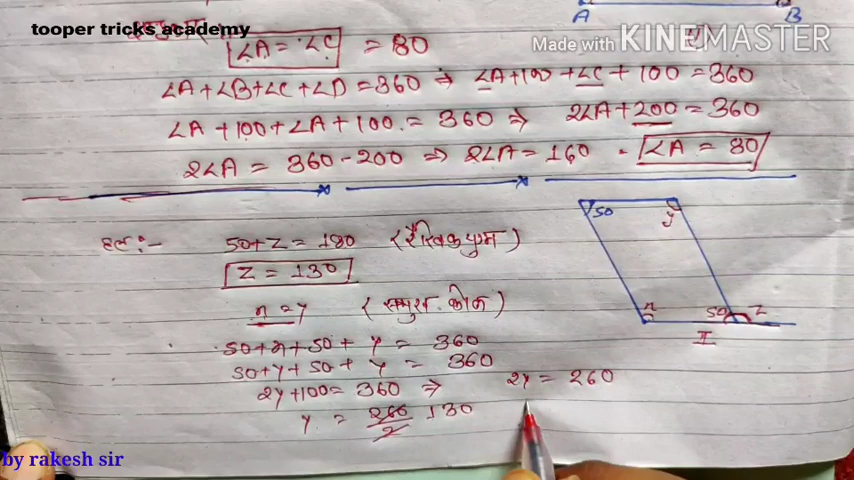 tooper tricks academy
Made with KINEMASTER
A B
∠A = ∠C = 80
∠A+∠B+∠C+∠D=360 ⇒ ∠A+100+∠C+100=360
∠A+100+∠A+100.=360 ⇒ 2∠A+200=360
2∠A = 360-200 ⇒ 2∠A=160 - ∠A = 80
हल:- 50+Z=180 (रैखिक युग्म)
Z = 130
x = y (सम्मुख कोण)
50+x+50+y = 360
50+y+50+y = 360
2y+100=360 ⇒ 2y = 260
y = 260/2 130
50 y
x 50 Z
II
by rakesh sir